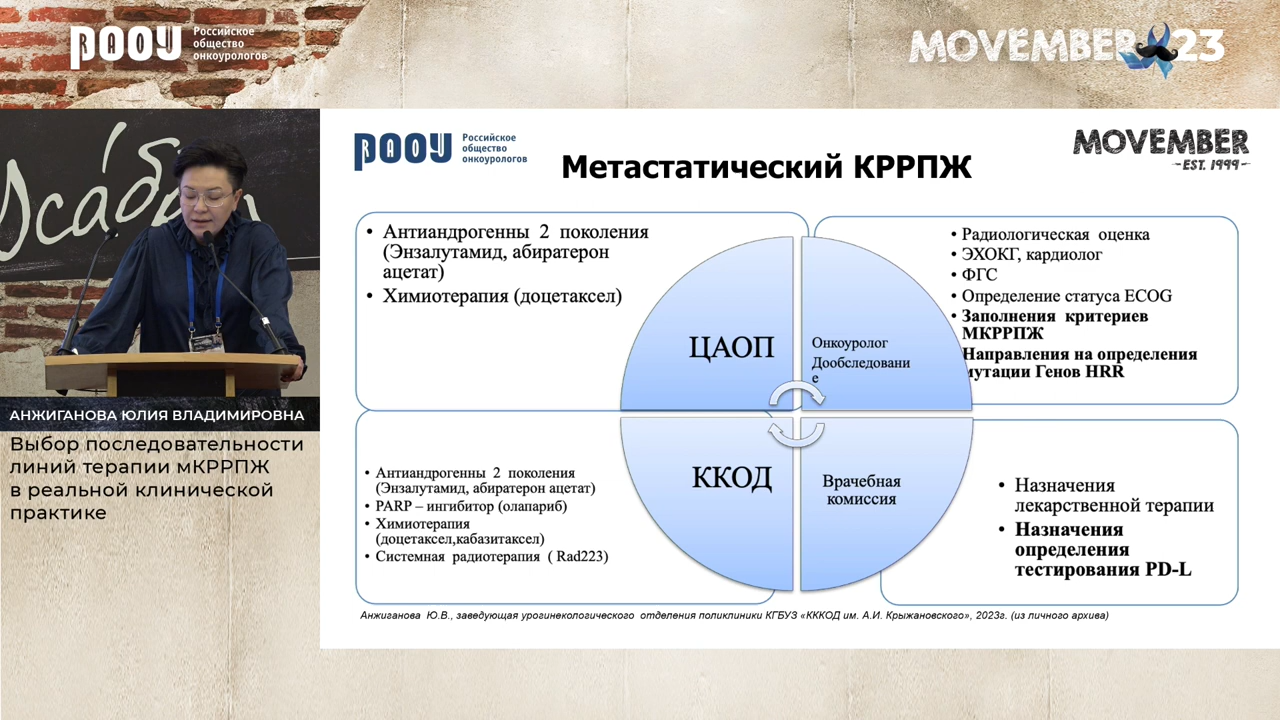 РАОУ
Российское
общество
онкоурологов
MOVEMBER 23
РАОУ
Российское
общество
онкоурологов
MOVEMBER
- EST. 1999 -
Метастатический КРРПЖ
• Антиандрогенны 2 поколения
(Энзалутамид, абиратерон
ацетат)
• Химиотерапия (доцетаксел)
ЦАОП
Онкоуролог
Дообследовани
е
• Радиологическая оценка
• ЭХОКГ, кардиолог
• ФГС
• Определение статуса ECOG
• Заполнения критериев
МКРРПЖ
Направления на определения
мутации Генов HRR
• Антиандрогенны 2 поколения
(Энзалутамид, абиратерон ацетат)
• PARP – ингибитор (олапариб)
• Химиотерапия
(доцетаксел,кабазитаксел)
• Системная радиотерапия ( Rad223)
ККОД
Врачебная
комиссия
• Назначения
лекарственной терапии
• Назначения
определения
тестирования PD-L
Анжиганова Ю.В., заведующая урогинекологического отделения поликлиники КГБУЗ «КККОД им. А.И. Крыжановского», 2023г. (из личного архива)
АНЖИГАНОВА ЮЛИЯ ВЛАДИМИРОВНА
Выбор последовательности
линий терапии мКРРПЖ
в реальной клинической
практике